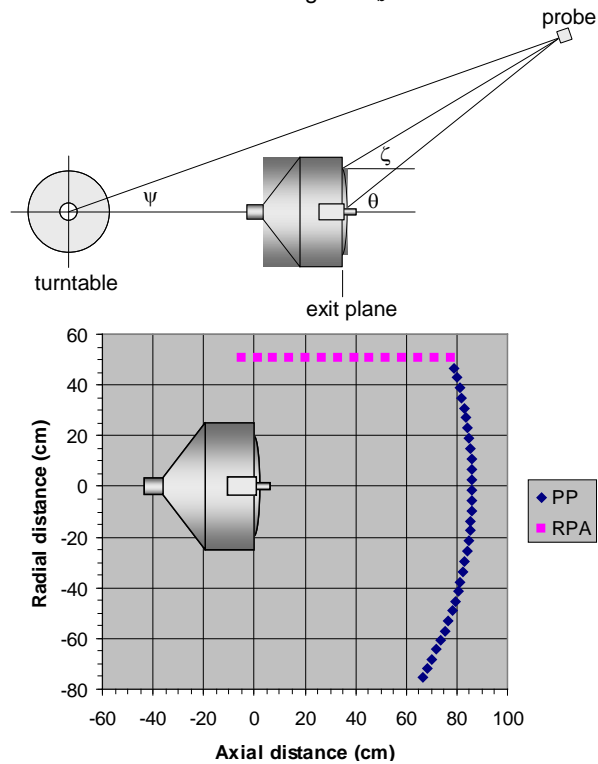 probe
ζ
ψ
θ
turntable
exit plane
60
40
20
0
-20
-40
-60
-80
Radial distance (cm)
-60 -40 -20 0 20 40 60 80 100
Axial distance (cm)
PP
RPA